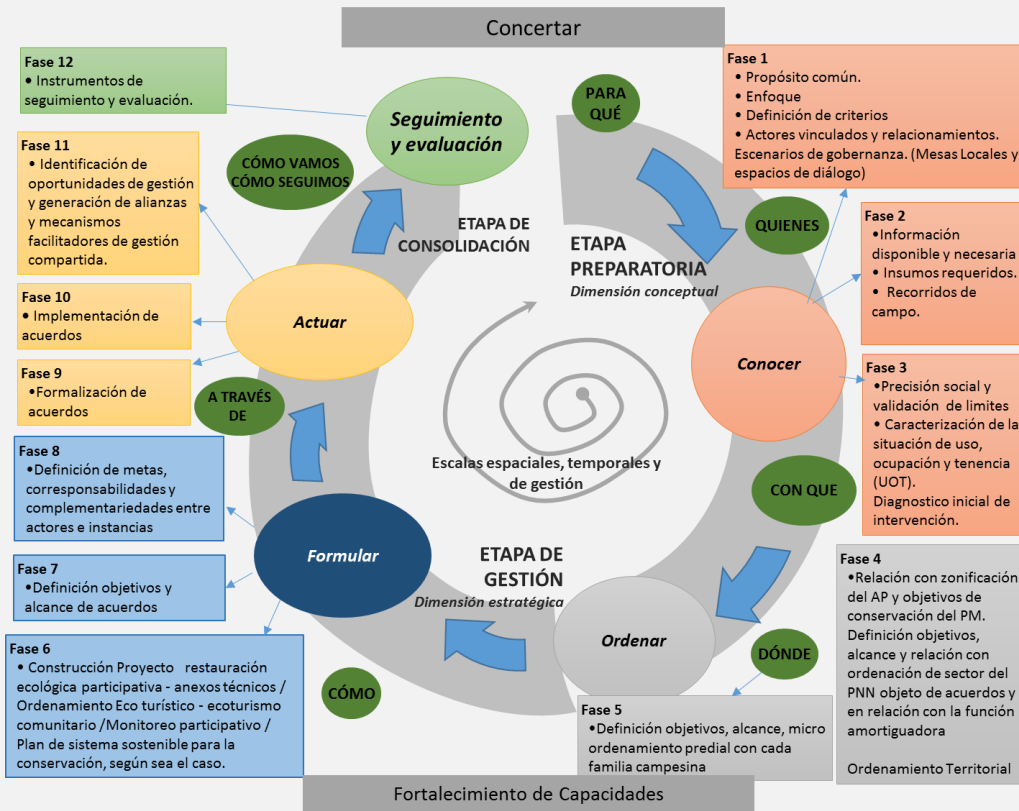 Concertar
Fase 12
• Instrumentos de
seguimiento y evaluación.
Seguimiento
y evaluación
PARA
QUÉ
Fase 1
• Propósito común.
• Enfoque
• Definición de criterios
• Actores vinculados y relacionamientos.
Escenarios de gobernanza. (Mesas Locales y
espacios de diálogo)
Fase 11
• Identificación de
oportunidades de gestión
y generación de alianzas
y mecanismos
facilitadores de gestión
compartida.
CÓMO VAMOS
CÓMO SEGUIMOS
ETAPA DE
CONSOLIDACIÓN
ETAPA
PREPARATORIA
Dimensión conceptual
QUIENES
Fase 2
•Información
disponible y necesaria
• Insumos requeridos.
• Recorridos de
campo.
Fase 10
• Implementación de
acuerdos
Actuar
Conocer
Fase 9
•Formalización de
acuerdos
A TRAVÉS
DE
Fase 3
•Precisión social y
validación de limites
• Caracterización de la
situación de uso,
ocupación y tenencia
(UOT).
Diagnostico inicial de
intervención.
Fase 8
•Definición de metas,
corresponsabilidades y
complementariedades entre
actores e instancias
Escalas espaciales, temporales y
de gestión
CON QUE
Fase 7
•Definición objetivos y
alcance de acuerdos
Formular
ETAPA DE
GESTIÓN
Dimensión estratégica
Ordenar
DÓNDE
Fase 4
•Relación con zonificación
del AP y objetivos de
conservación del PM.
Definición objetivos,
alcance y relación con
ordenación de sector del
PNN objeto de acuerdos y
en relación con la función
amortiguadora
Ordenamiento Territorial
Fase 6
• Construcción Proyecto restauración
ecológica participativa - anexos técnicos /
Ordenamiento Eco turístico - ecoturismo
comunitario /Monitoreo participativo /
Plan de sistema sostenible para la
conservación, según sea el caso.
CÓMO
Fase 5
•Definición objetivos, alcance, micro
ordenamiento predial con cada
familia campesina
Fortalecimiento de Capacidades